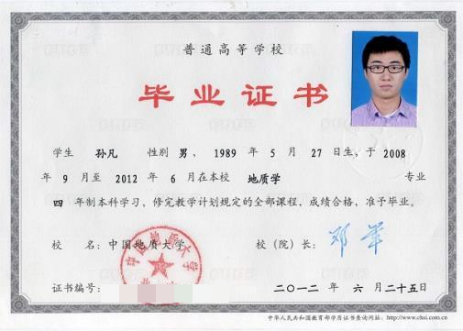 普通高等学校
毕业证书
学生 孙凡 性别 男、1989 年 5 月 27 日生、于 2008
年 9 月至 2012 年 6 月在本校 地质学 专业
四 年制本科学习，修完教学计划规定的全部课程，成绩合格，准予毕业。
校 名：中国地质大学 校（院）长：
证书编号： 二〇一二 年 六 月 二十五日
中华人民共和国教育部学历证书查询网址：http://www.chsi.com.cn